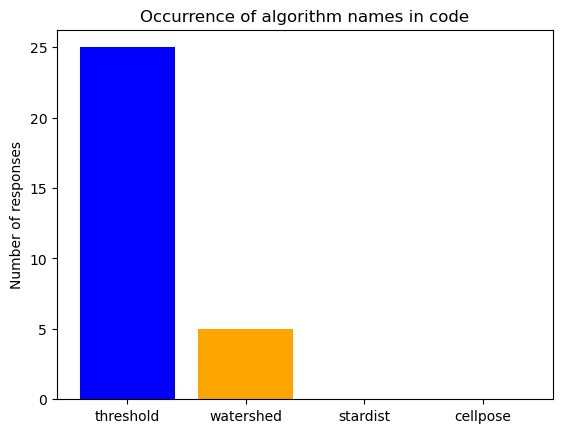 Occurrence of algorithm names in code
Number of responses
25
20
15
10
5
0
threshold watershed stardist cellpose